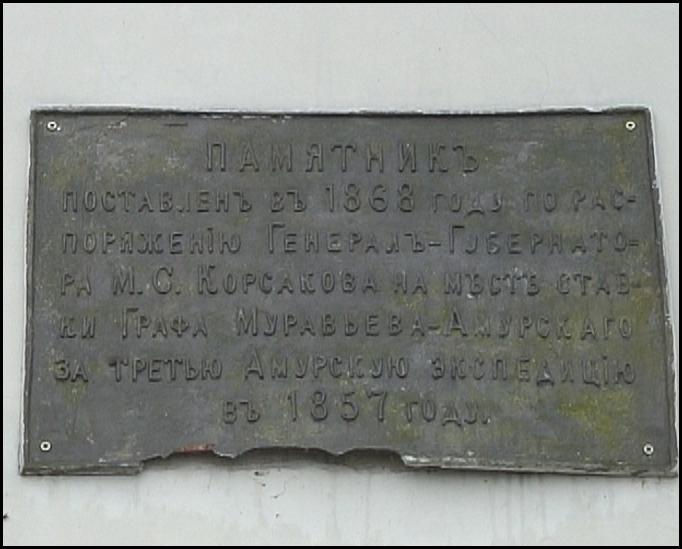 ПАМЯТНИКЪ
ПОСТАВЛЕНЪ ВЪ 1868 ГОДУ ПО РАС-
ПОРЯЖЕНІЮ ГЕНЕРАЛЪ-ГУБЕРНАТО-
РА М. С. КОРСАКОВА НА МѢСТѢ СТАВ-
КИ ГРАФА МУРАВЬЕВА-АМУРСКАГО
ЗА ТРЕТЬЮ АМУРСКУЮ ЭКСПЕДИЦІЮ
ВЪ 1857 ГОДУ.